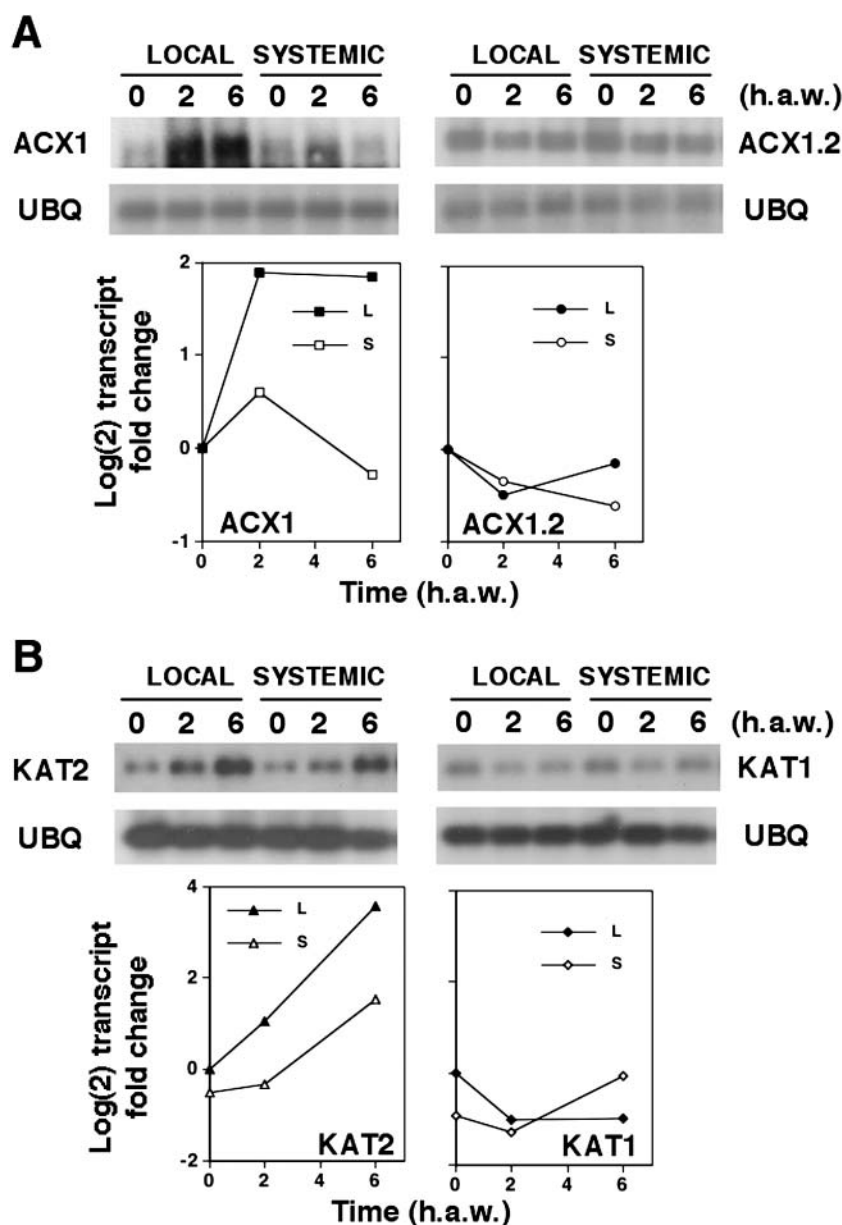 A
LOCAL SYSTEMIC LOCAL SYSTEMIC
0 2 6 0 2 6 0 2 6 0 2 6 (h.a.w.)
ACX1 ACX1.2
UBQ UBQ
Log(2) transcript
fold change
2
1
0
-1
L
S
ACX1
0 2 4 6
L
S
ACX1.2
0 2 4 6
Time (h.a.w.)
B
LOCAL SYSTEMIC LOCAL SYSTEMIC
0 2 6 0 2 6 0 2 6 0 2 6 (h.a.w.)
KAT2 KAT1
UBQ UBQ
Log(2) transcript
fold change
4
2
0
-2
L
S
KAT2
0 2 4 6
L
S
KAT1
0 2 4 6
Time (h.a.w.)